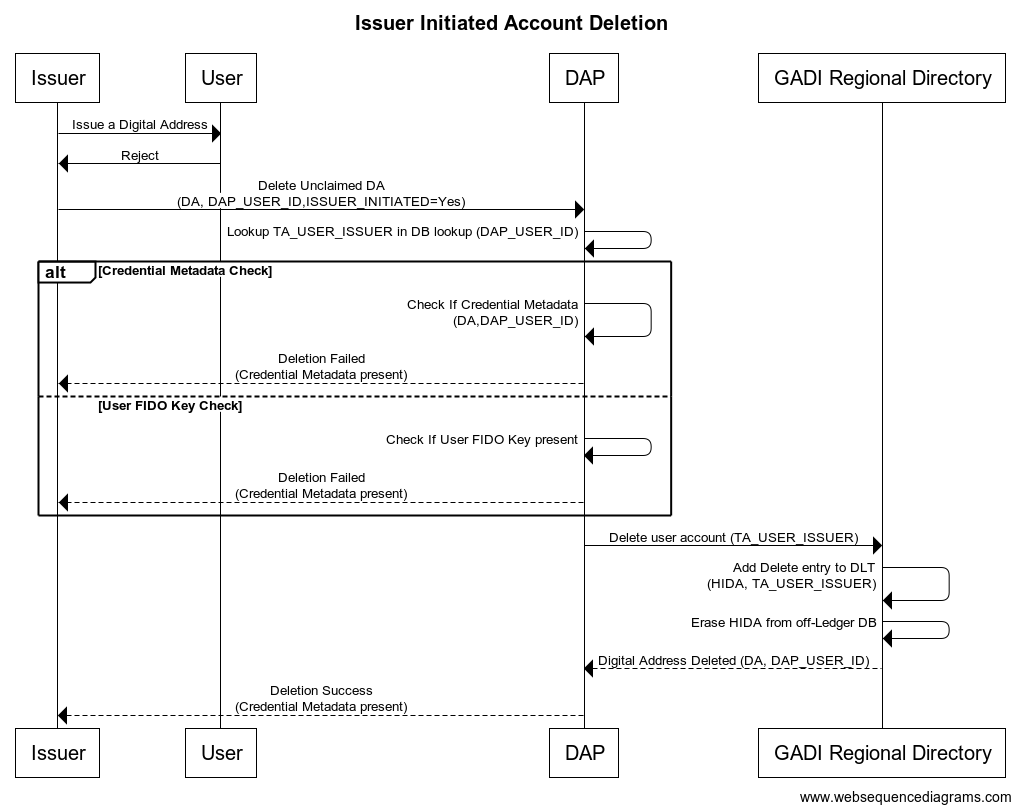 Issuer Initiated Account Deletion
Issuer
User
DAP
GADI Regional Directory
Issue a Digital Address
Reject
Delete Unclaimed DA
(DA, DAP_USER_ID,ISSUER_INITIATED=Yes)
Lookup TA_USER_ISSUER in DB lookup (DAP_USER_ID)
alt
[Credential Metadata Check]
Check If Credential Metadata
(DA,DAP_USER_ID)
Deletion Failed
(Credential Metadata present)
[User FIDO Key Check]
Check If User FIDO Key present
Deletion Failed
(Credential Metadata present)
Delete user account (TA_USER_ISSUER)
Add Delete entry to DLT
(HIDA, TA_USER_ISSUER)
Erase HIDA from off-Ledger DB
Digital Address Deleted (DA, DAP_USER_ID)
Deletion Success
(Credential Metadata present)
Issuer
User
DAP
GADI Regional Directory
www.websequencediagrams.com